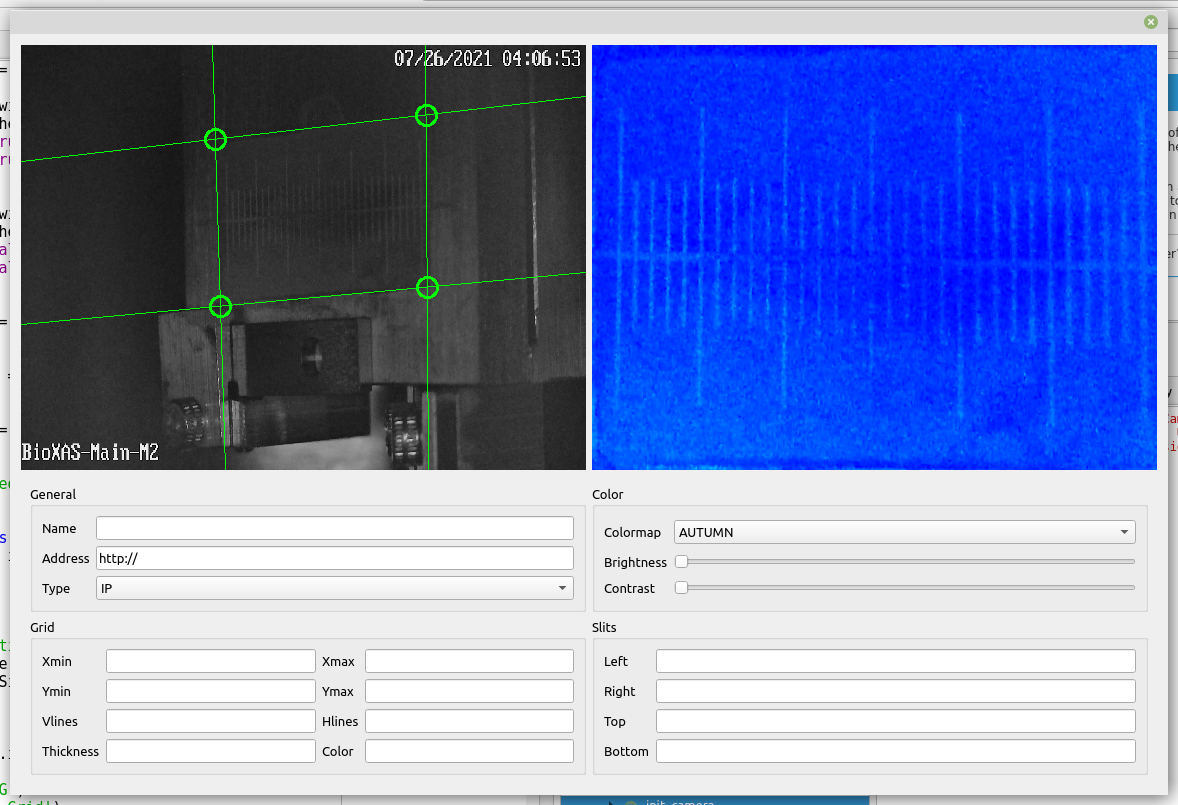 07/26/2021 04:06:53
BioXAS-Main-M2
General
Name
Address http://
Type IP
Color
Colormap AUTUMN
Brightness
Contrast
Grid
Xmin Xmax
Ymin Ymax
Vlines Hlines
Thickness Color
Slits
Left
Right
Top
Bottom
init_camera